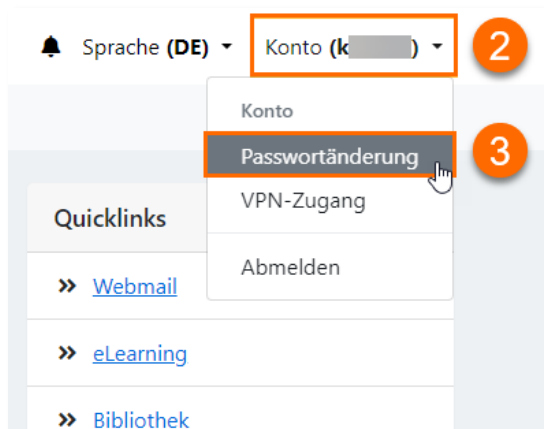 Sprache (DE) Konto (k ) 2
Konto
Passwortänderung 3
VPN-Zugang
Abmelden
Quicklinks
Webmail
eLearning
Bibliothek